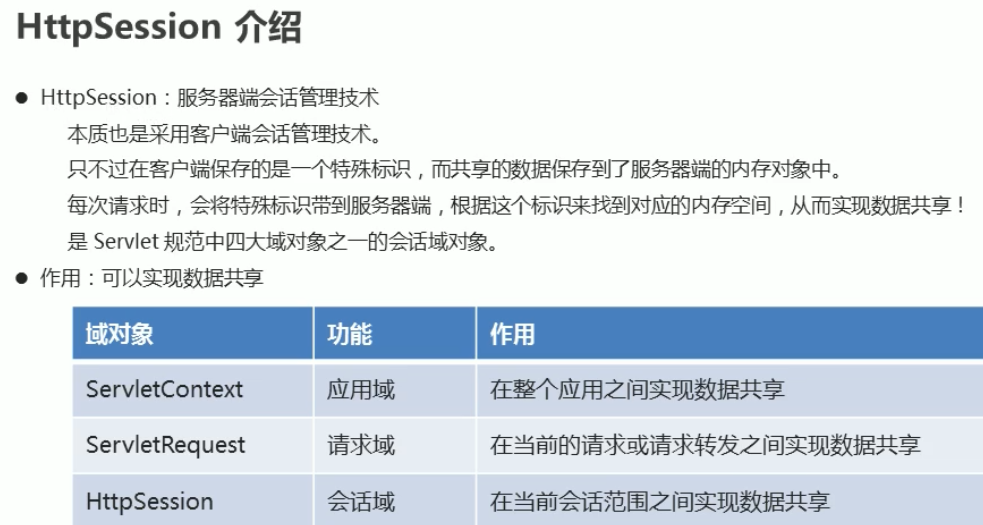 HttpSession 介绍
● HttpSession：服务器端会话管理技术
本质也是采用客户端会话管理技术。
只不过在客户端保存的是一个特殊标识，而共享的数据保存到了服务器端的内存对象中。
每次请求时，会将特殊标识带到服务器端，根据这个标识来找到对应的内存空间，从而实现数据共享！
是 Servlet 规范中四大域对象之一的会话域对象。
● 作用：可以实现数据共享
域对象 功能 作用
ServletContext 应用域 在整个应用之间实现数据共享
ServletRequest 请求域 在当前的请求或请求转发之间实现数据共享
HttpSession 会话域 在当前会话范围之间实现数据共享